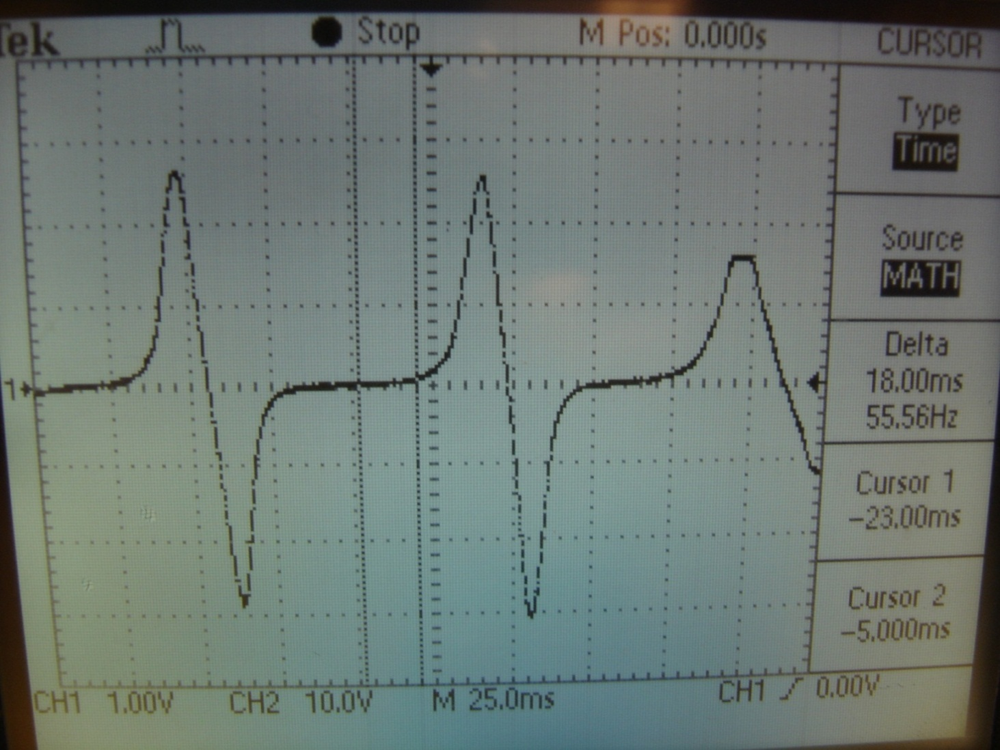 Tek Stop M Pos: 0.000s CURSOR
Type
Time
Source
MATH
Delta
18.00ms
55.56Hz
Cursor 1
-23.00ms
Cursor 2
-5.000ms
1
CH1 1.00V CH2 10.0V M 25.0ms CH1 0.00V